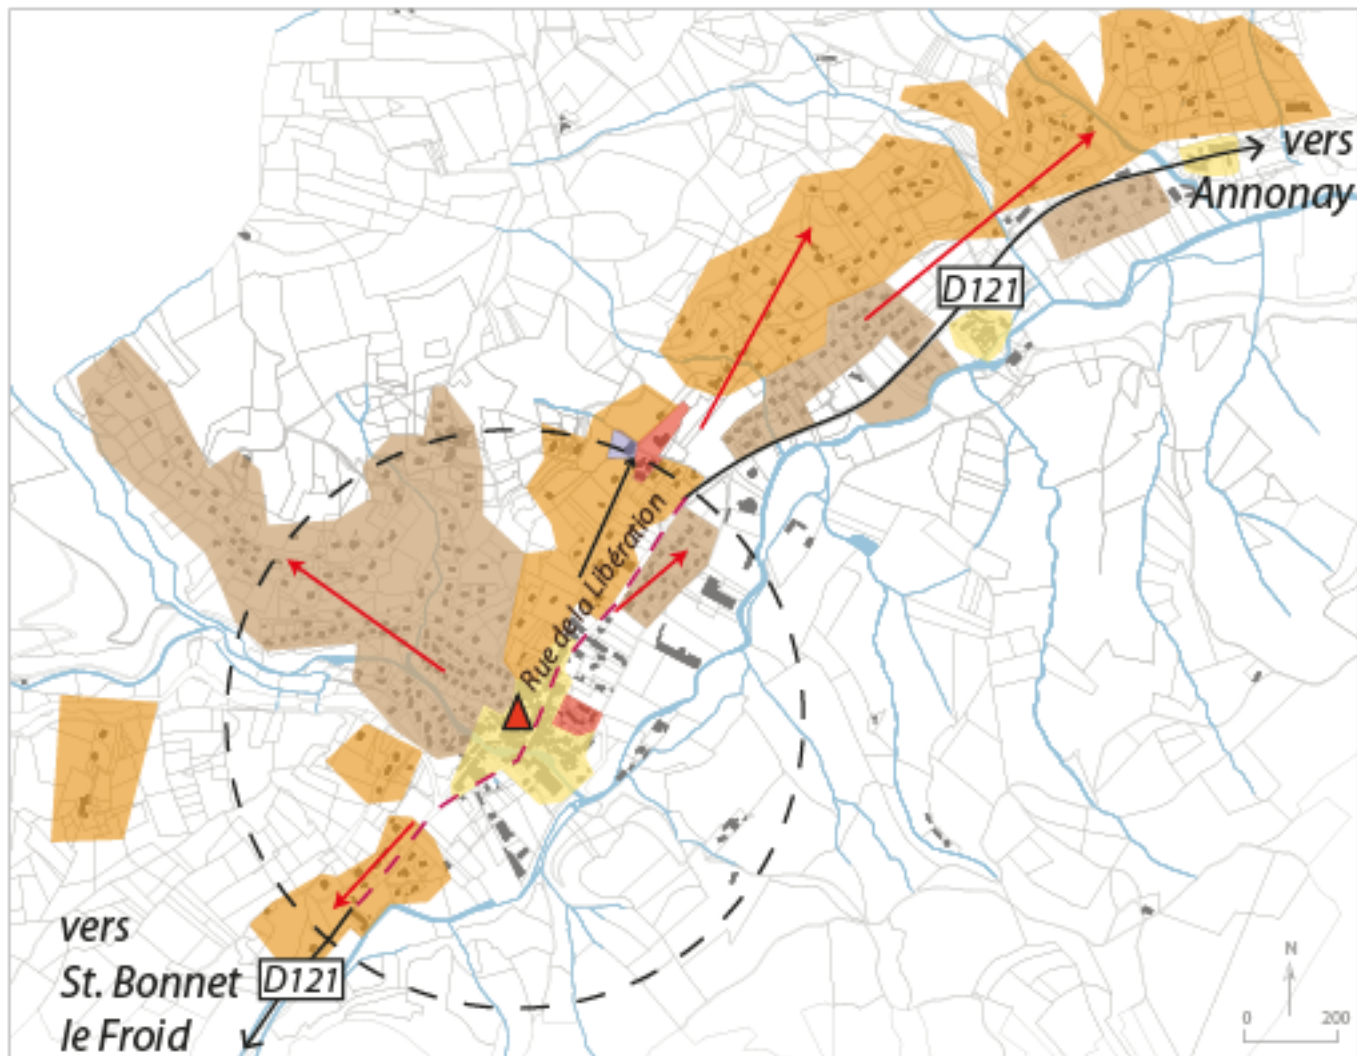 vers
Annonay
D121
Rue de la Libération
vers
St. Bonnet
le Froid
D121
N
0 200